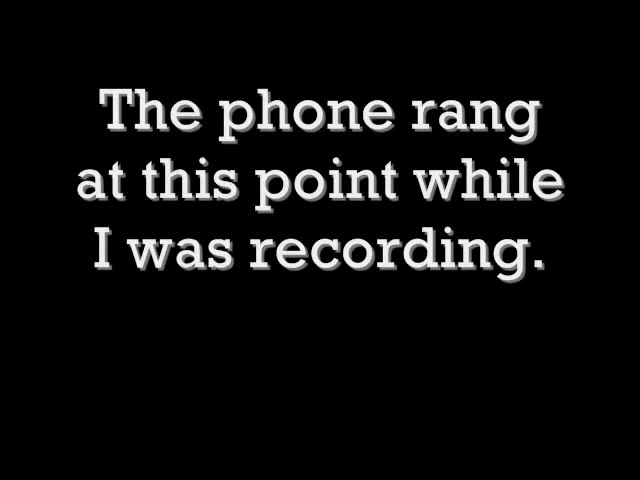 The phone rang
at this point while
I was recording.